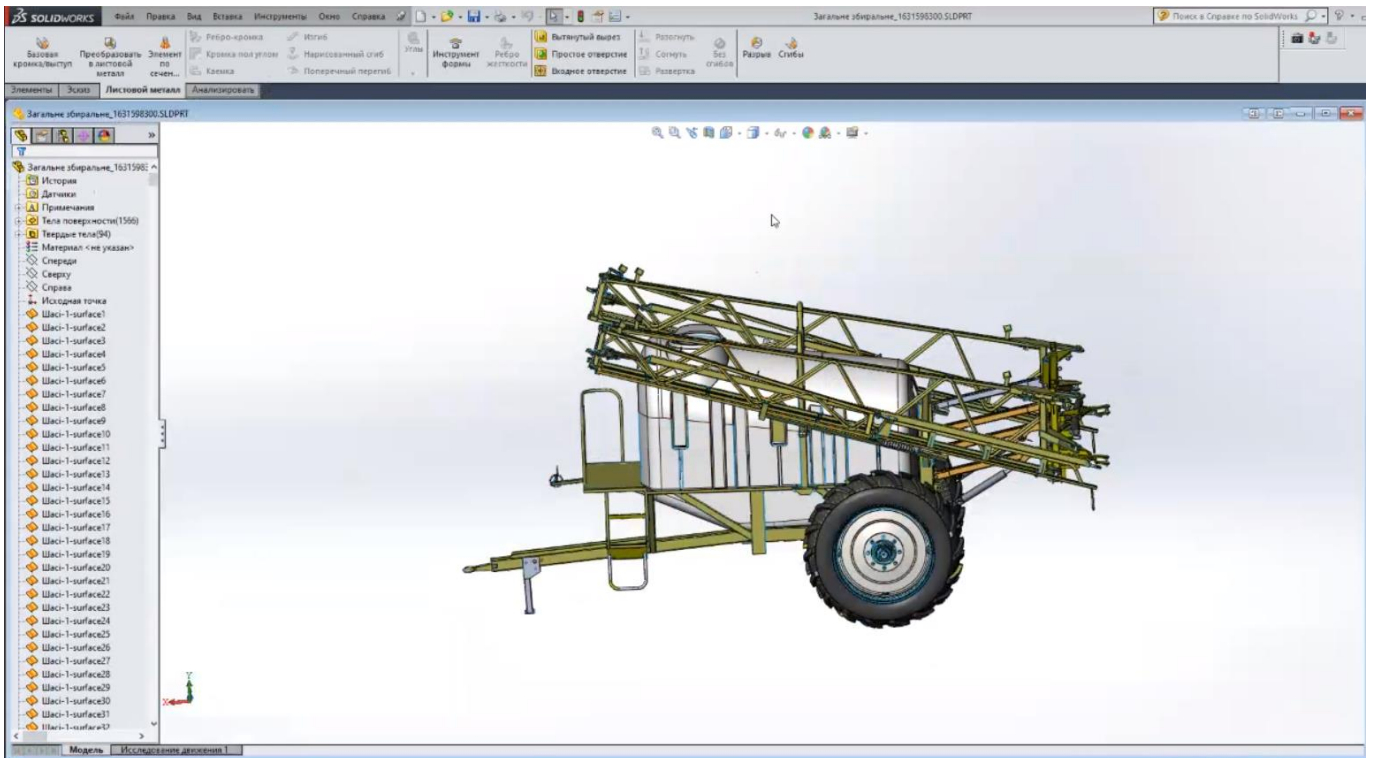 SOLIDWORKS Файл Правка Вид Вставка Инструменты Окно Справка Загальне збиральне_1631598300.SLDPRT Поиск в Справке по SolidWorks
Базовая кромка/выступ
Преобразовать в листовой металл
Элемент по сечен...
Ребро-кромка
Кромка под углом
Каемка
Изгиб
Нарисованный сгиб
Поперечный перегиб
Углы
Инструмент формы
Ребро жесткости
Вытянутый вырез
Простое отверстие
Входное отверстие
Разогнуть
Согнуть
Развертка
Без сгибов
Разрыв
Сгибы
Элементы Эскиз Листовой металл Анализировать
Загальне збиральне_1631598300.SLDPRT
Загальне збиральне_1631598:
История
Датчики
Примечания
Тела поверхности(1566)
Твердые тела(94)
Материал <не указан>
Спереди
Сверху
Справа
Исходная точка
Шасі-1-surface1
Шасі-1-surface2
Шасі-1-surface3
Шасі-1-surface4
Шасі-1-surface5
Шасі-1-surface6
Шасі-1-surface7
Шасі-1-surface8
Шасі-1-surface9
Шасі-1-surface10
Шасі-1-surface11
Шасі-1-surface12
Шасі-1-surface13
Шасі-1-surface14
Шасі-1-surface15
Шасі-1-surface16
Шасі-1-surface17
Шасі-1-surface18
Шасі-1-surface19
Шасі-1-surface20
Шасі-1-surface21
Шасі-1-surface22
Шасі-1-surface23
Шасі-1-surface24
Шасі-1-surface25
Шасі-1-surface26
Шасі-1-surface27
Шасі-1-surface28
Шасі-1-surface29
Шасі-1-surface30
Шасі-1-surface31
Шасі-1-surface32
Y
X
Модель Исследование движения 1